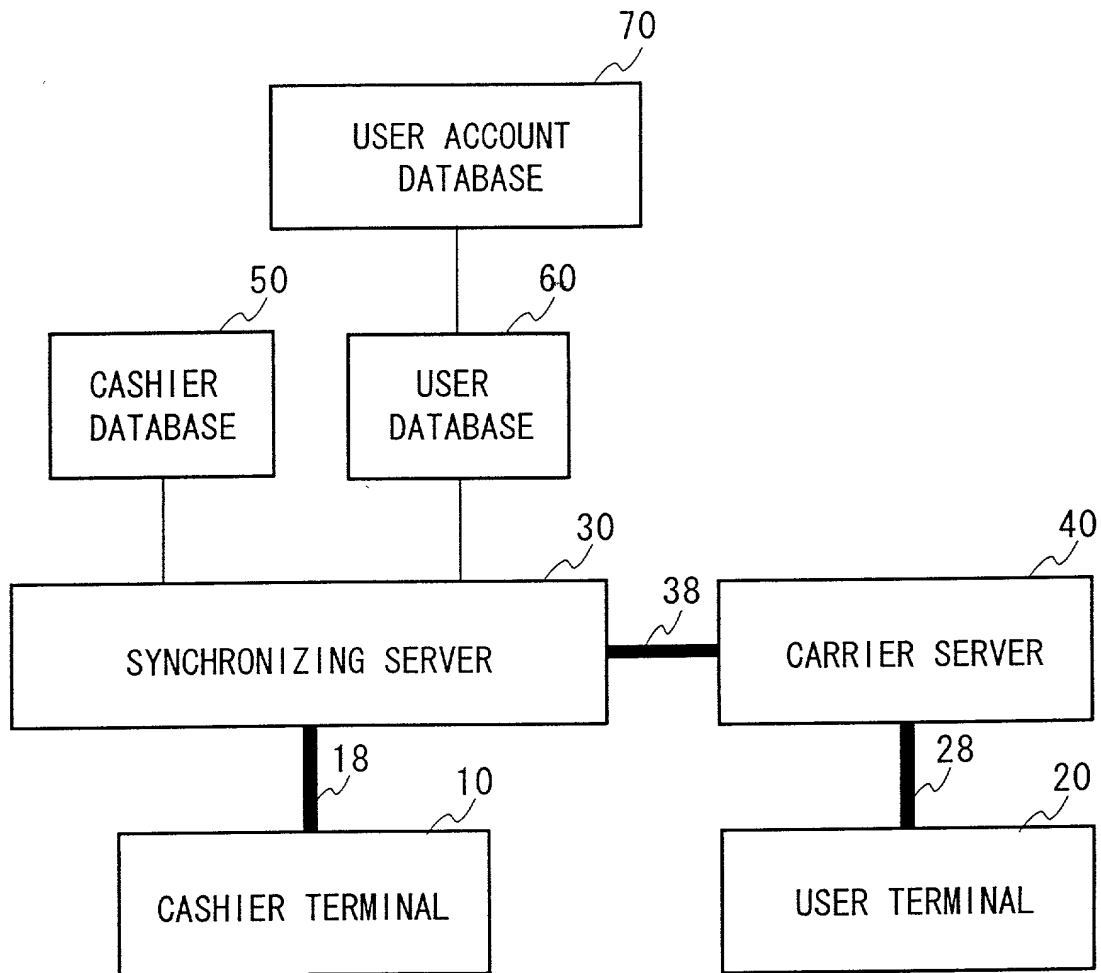 70
USER ACCOUNT
DATABASE
50
60
CASHIER
DATABASE
USER
DATABASE
30
40
38
SYNCHRONIZING SERVER
CARRIER SERVER
18
28
10
20
CASHIER TERMINAL
USER TERMINAL